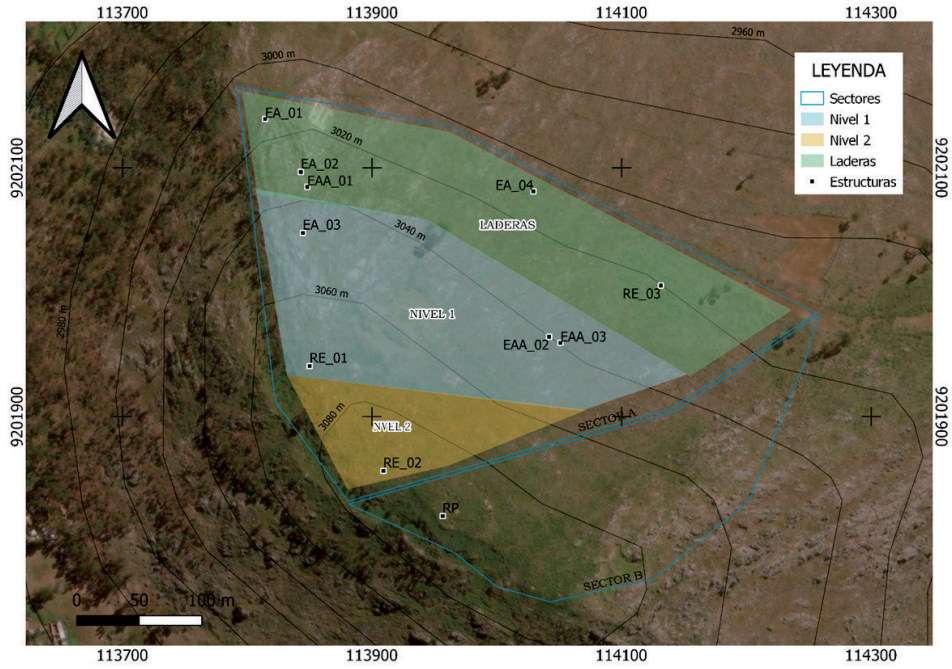 113700 113900 114100 114300
2960 m
3000 m
LEYENDA
Sectores
Nivel 1
Nivel 2
Laderas
Estructuras
EA_01
3020 m
9202100
9202100
EA_02
EAA_01
EA_04
EA_03
LADERAS
3040 m
RE_03
3060 m
2980 m
NIVEL 1
EAA_02
EAA_03
RE_01
9201900
9201900
3080 m
NVEL 2
SECTOR A
RE_02
RP
SECTOR B
0 50 100 m
113700 113900 114100 114300